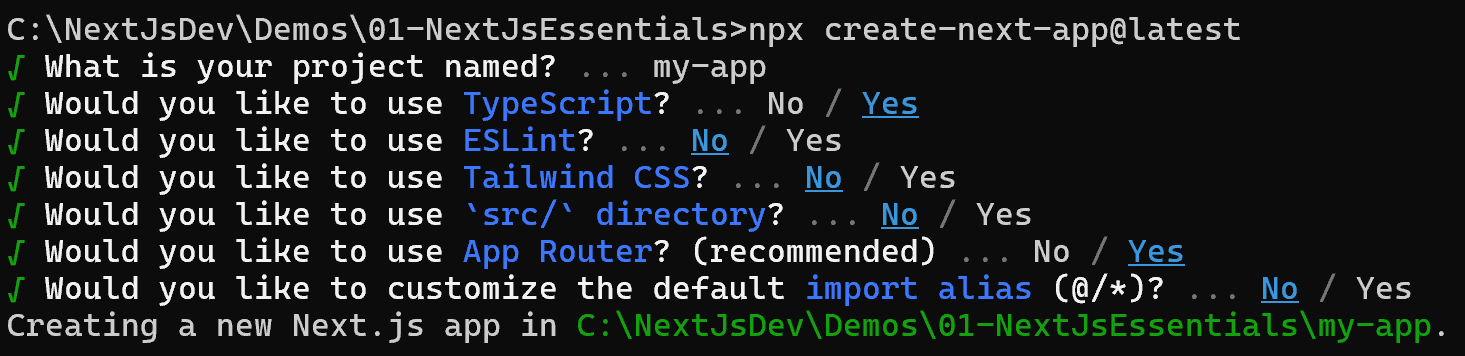 C:\NextJsDev\Demos\01-NextJsEssentials>npx create-next-app@latest
√ What is your project named? ... my-app
√ Would you like to use TypeScript? ... No / Yes
√ Would you like to use ESLint? ... No / Yes
√ Would you like to use Tailwind CSS? ... No / Yes
√ Would you like to use `src/` directory? ... No / Yes
√ Would you like to use App Router? (recommended) ... No / Yes
√ Would you like to customize the default import alias (@/*)? ... No / Yes
Creating a new Next.js app in C:\NextJsDev\Demos\01-NextJsEssentials\my-app.